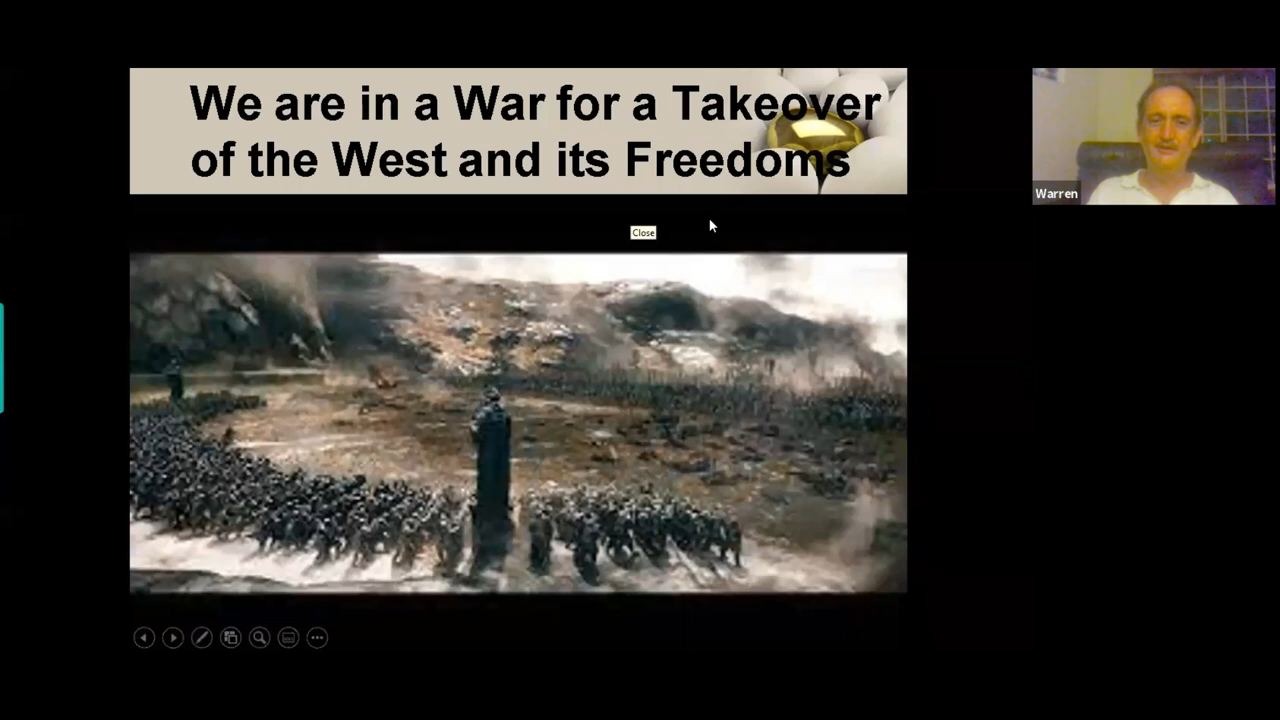 We are in a War for a Takeover
of the West and its Freedoms
Warren
Close